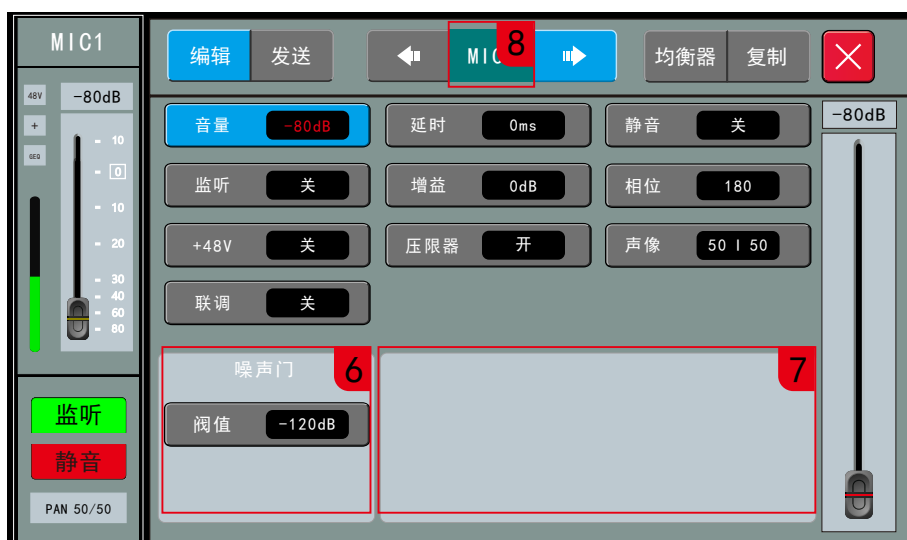 MIC1
48V
-80dB
+
GEQ
10
0
10
20
30
40
60
80
监听
静音
PAN 50/50
编辑 发送 MIC 8 均衡器 复制
音量 -80dB 延时 0ms 静音 关
监听 关 增益 0dB 相位 180
+48V 关 压限器 开 声像 50 I 50
联调 关
噪声门 6
7
阀值 -120dB
-80dB